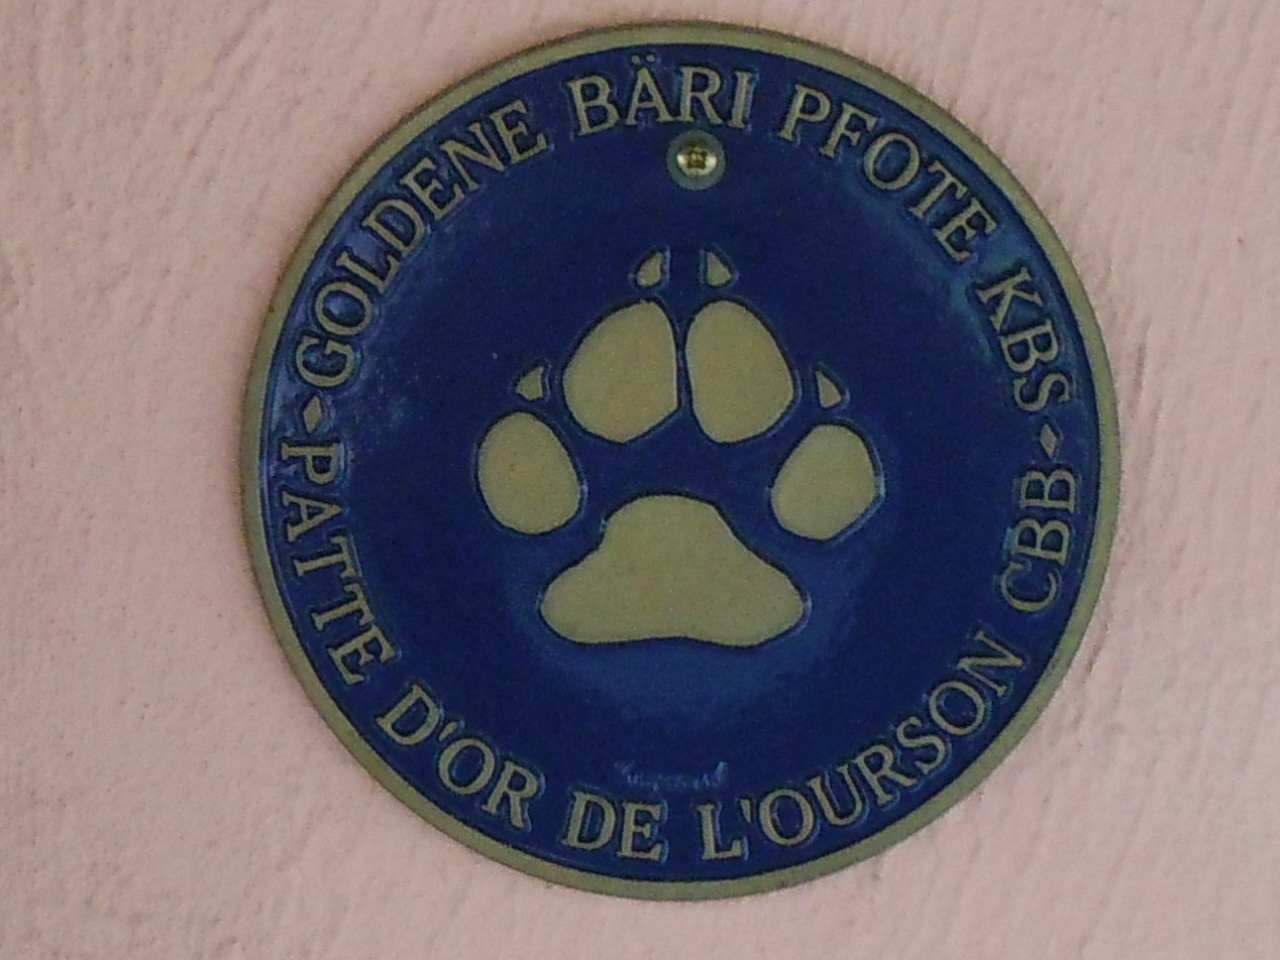 GOLDENE BÄRI PFOTE KBS
PATTE D'OR DE L'OURSON CBB